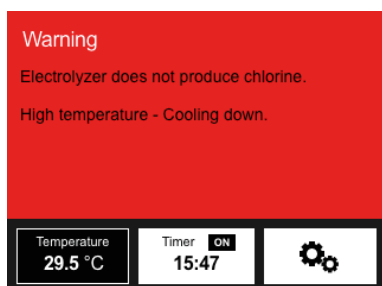 Warning
Electrolyzer does not produce chlorine.
High temperature - Cooling down.
Temperature
29.5 °C
Timer ON
15:47